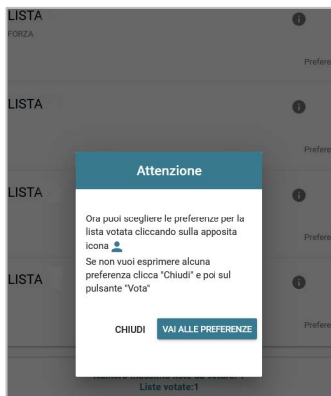 LISTA
FORZA
Prefere
LISTA
Prefere
LISTA
Prefere
LISTA
Prefere
Attenzione
Ora puoi scegliere le preferenze per la
lista votata cliccando sulla apposita
icona
Se non vuoi esprimere alcuna
preferenza clicca "Chiudi" e poi sul
pulsante "Vota"
CHIUDI VAI ALLE PREFERENZE
Liste votate:1